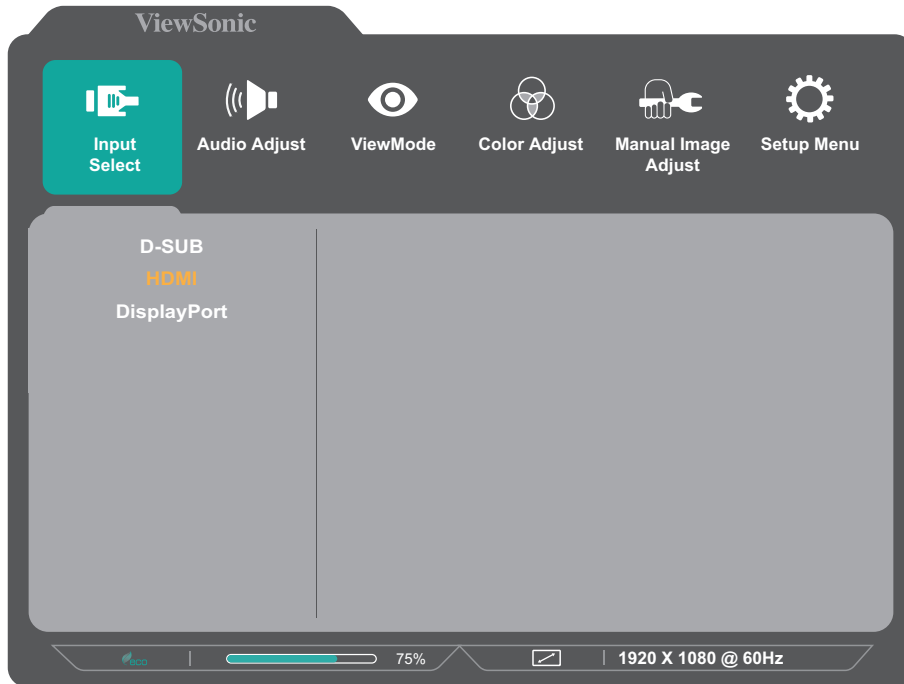 ViewSonic
Input
Select
Audio Adjust
ViewMode
Color Adjust
Manual Image
Adjust
Setup Menu
D-SUB
HDMI
DisplayPort
eco
75%
1920 X 1080 @ 60Hz